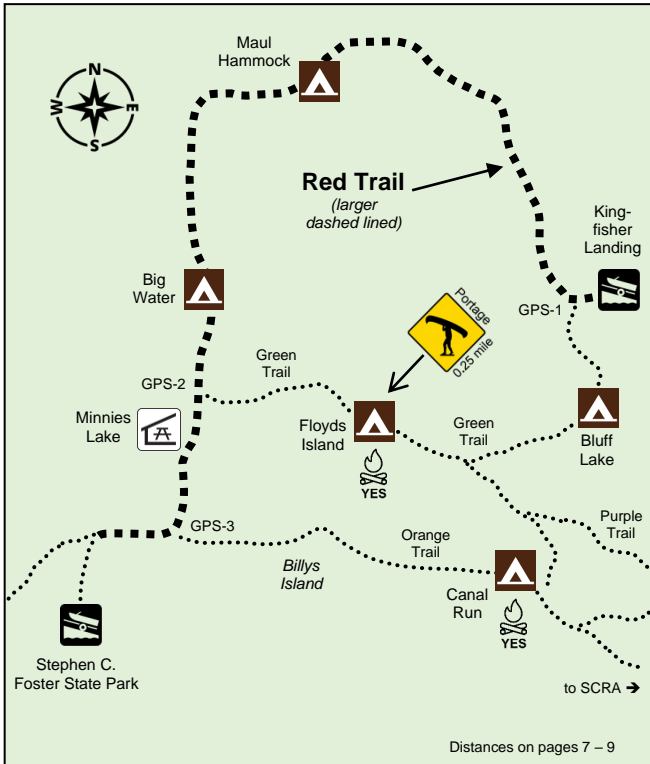 Maul
Hammock
N
E
S
W
Red Trail
(larger
dashed lined)
King-
fisher
Landing
Big
Water
GPS-1
Portage
0.25 mile
Green
Trail
GPS-2
Minnies
Lake
Floyds
Island
YES
Green
Trail
Bluff
Lake
GPS-3
Purple
Trail
Orange
Trail
Billys
Island
Canal
Run
YES
Stephen C.
Foster State Park
to SCRA →
Distances on pages 7 – 9